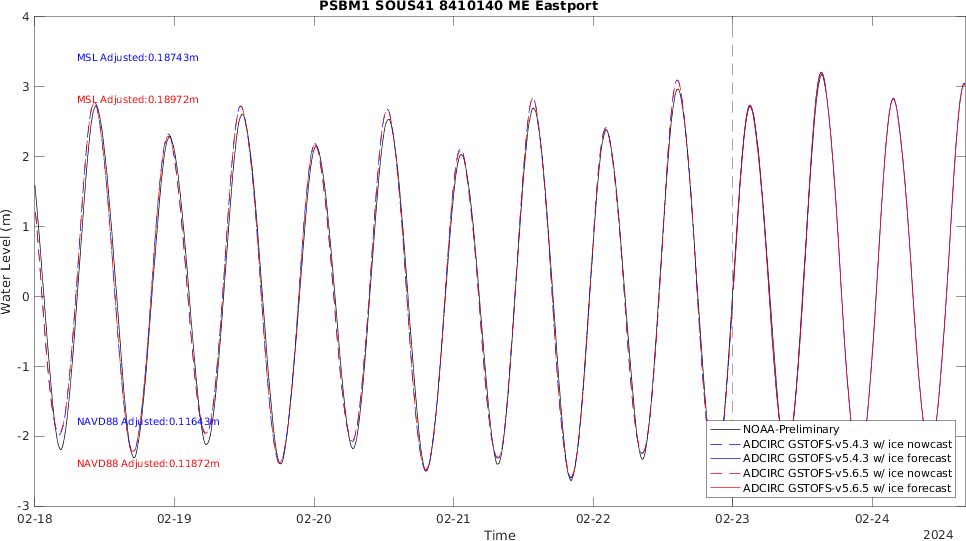 PSBM1 SOUS41 8410140 ME Eastport
4
MSL Adjusted:0.18743m
3
MSL Adjusted:0.18972m
2
1
Water Level (m)
0
-1
-2
NAVD88 Adjusted:0.11643m
NAVD88 Adjusted:0.11872m
-3
NOAA-Preliminary
ADCIRC GSTOFS-v5.4.3 w/ ice nowcast
ADCIRC GSTOFS-v5.4.3 w/ ice forecast
ADCIRC GSTOFS-v5.6.5 w/ ice nowcast
ADCIRC GSTOFS-v5.6.5 w/ ice forecast
02-18 02-19 02-20 02-21 02-22 02-23 02-24
Time
2024